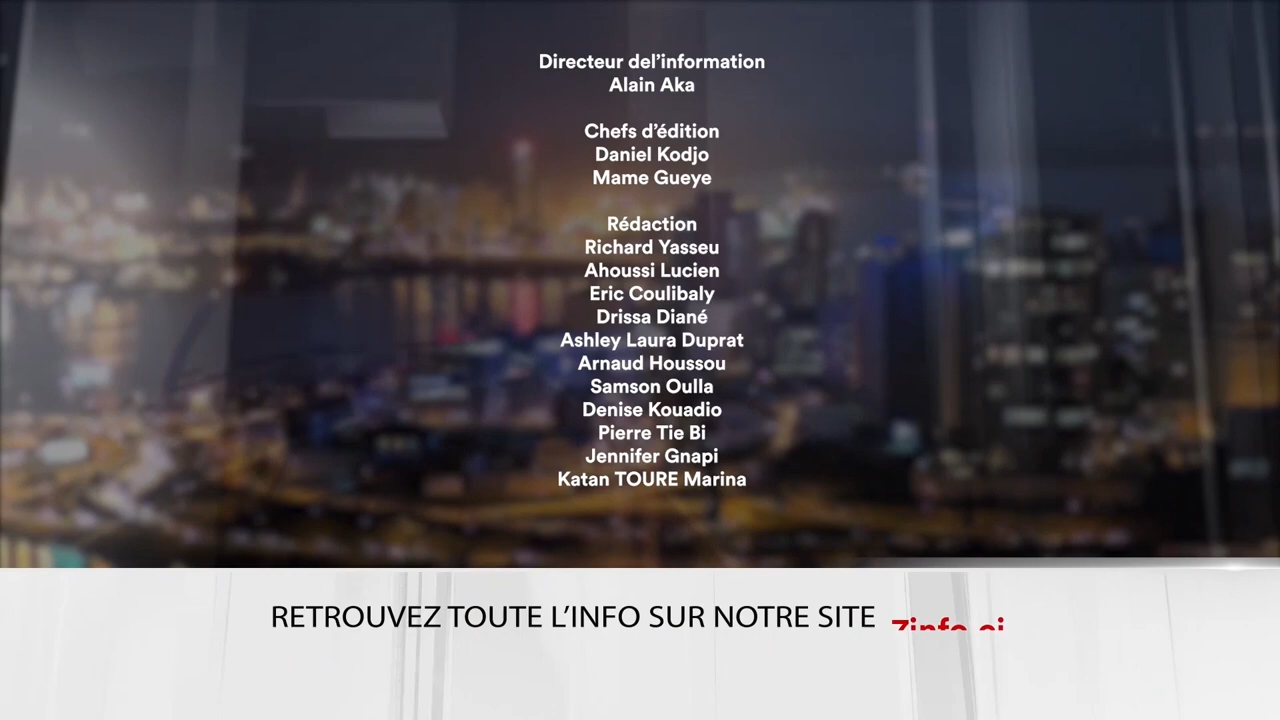 Directeur del'information
Alain Aka
Chefs d'édition
Daniel Kodjo
Mame Gueye
Rédaction
Richard Yasseu
Ahoussi Lucien
Eric Coulibaly
Drissa Diané
Ashley Laura Duprat
Arnaud Houssou
Samson Oulla
Denise Kouadio
Pierre Tie Bi
Jennifer Gnapi
Katan TOURE Marina
RETROUVEZ TOUTE L'INFO SUR NOTRE SITE